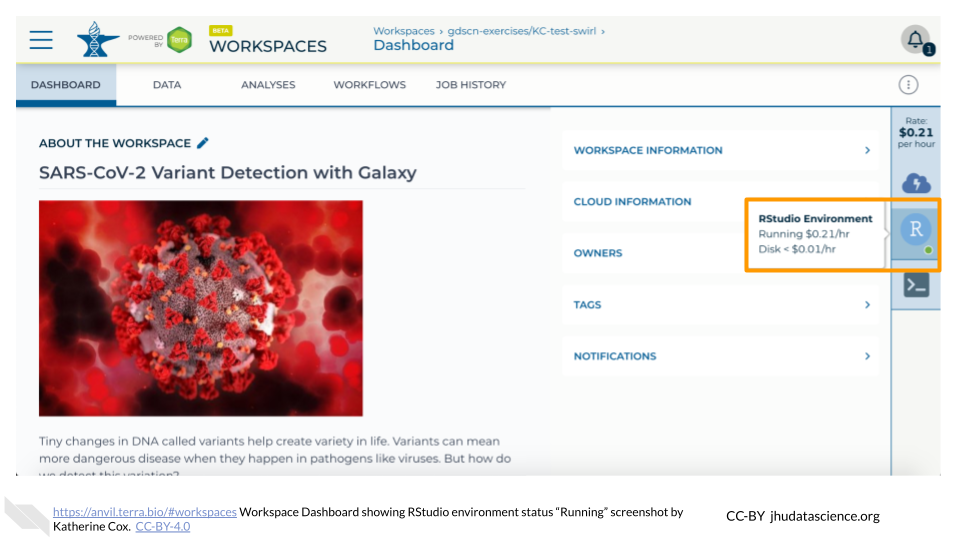 POWERED BY Terra
BETA
WORKSPACES
Workspaces › gdscn-exercises/KC-test-swirl ›
Dashboard
1
DASHBOARD DATA ANALYSES WORKFLOWS JOB HISTORY
Rate:
$0.21
per hour
ABOUT THE WORKSPACE
SARS-CoV-2 Variant Detection with Galaxy
WORKSPACE INFORMATION
CLOUD INFORMATION
OWNERS
TAGS
NOTIFICATIONS
RStudio Environment
Running $0.21/hr
Disk < $0.01/hr
R
Tiny changes in DNA called variants help create variety in life. Variants can mean
more dangerous disease when they happen in pathogens like viruses. But how do
we detect this variation?
https://anvil.terra.bio/#workspaces Workspace Dashboard showing RStudio environment status “Running” screenshot by
Katherine Cox. CC-BY-4.0
CC-BY jhudatascience.org